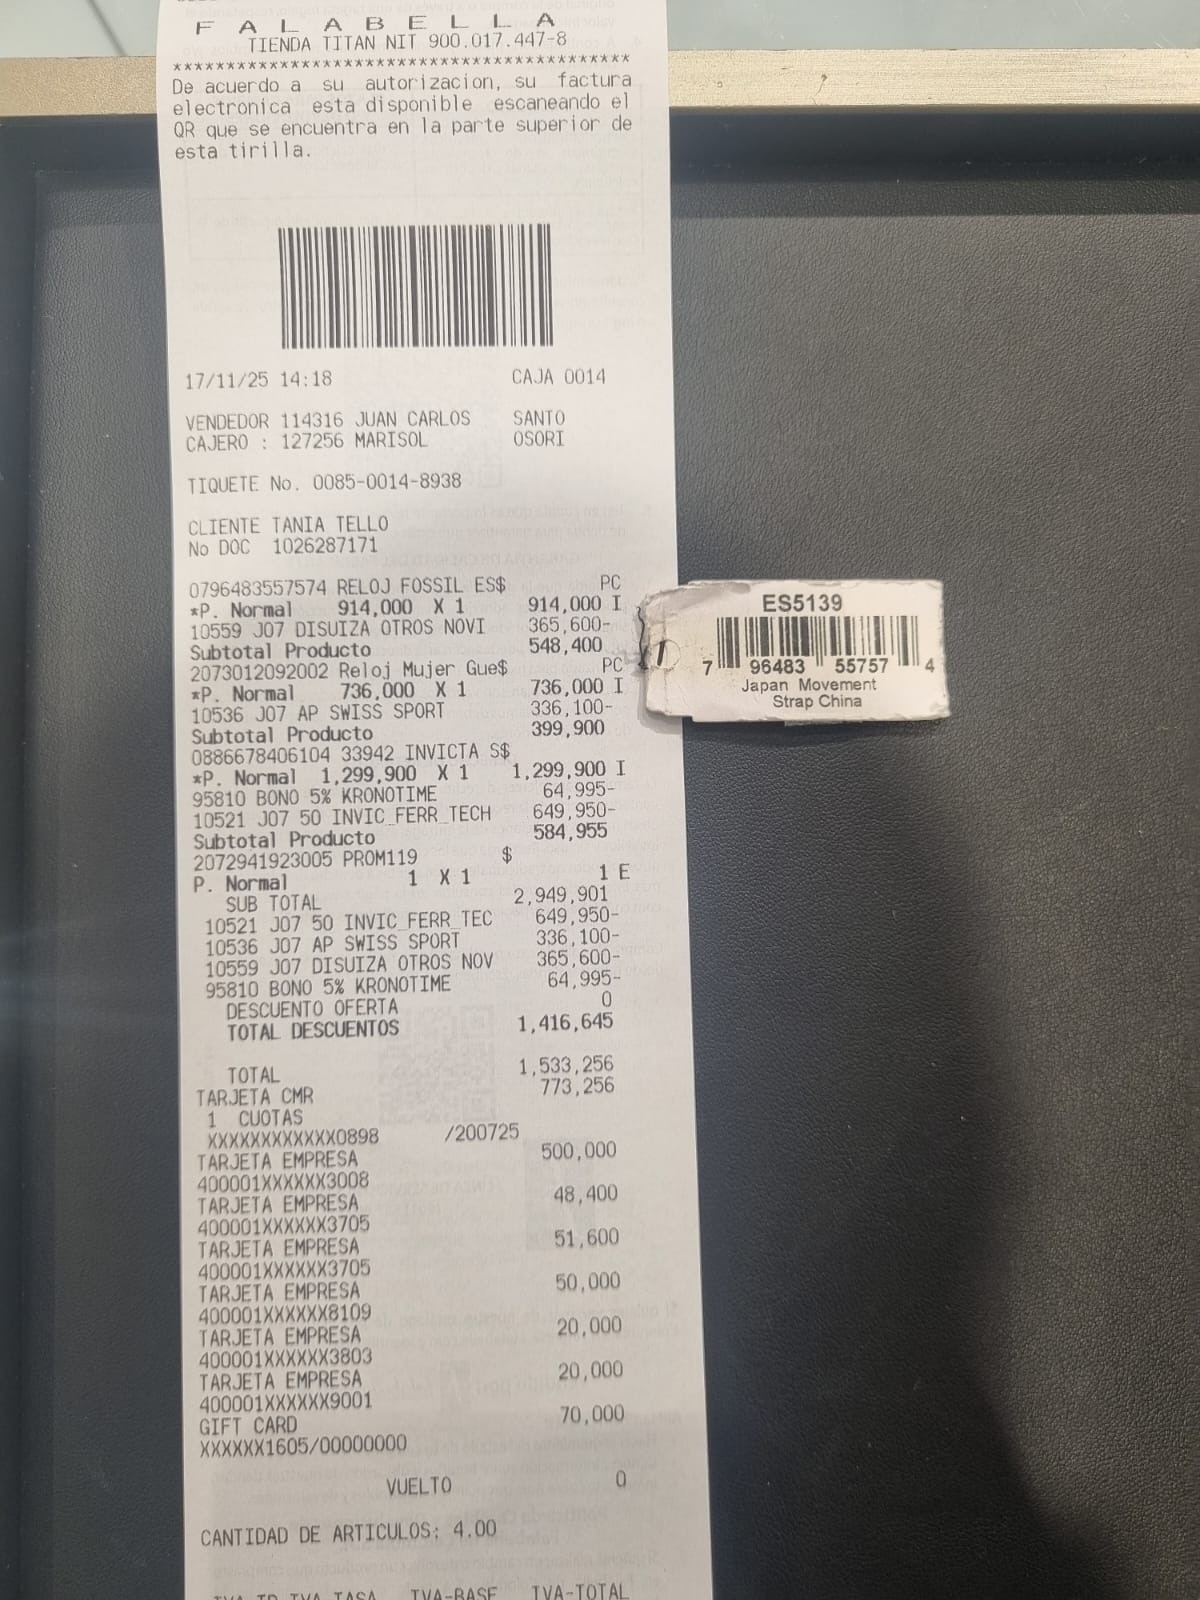 F A L A B E L L A
TIENDA TITAN NIT 900.017.447-8
********************************************
De acuerdo a su autorizacion, su factura
electronica esta disponible escaneando el
QR que se encuentra en la parte superior de
esta tirilla.
17/11/25 14:18 CAJA 0014
VENDEDOR 114316 JUAN CARLOS SANTO
CAJERO : 127256 MARISOL OSORI
TIQUETE No. 0085-0014-8938
CLIENTE TANIA TELLO
No DOC 1026287171
0796483557574 RELOJ FOSSIL ES$ PC
*P. Normal 914,000 X 1 914,000 I
10559 J07 DISUIZA OTROS NOVI 365,600-
Subtotal Producto 548,400
2073012092002 Reloj Mujer Gue$ PC
*P. Normal 736,000 X 1 736,000 I
10536 J07 AP SWISS SPORT 336,100-
Subtotal Producto 399,900
0886678406104 33942 INVICTA S$
*P. Normal 1,299,900 X 1 1,299,900 I
95810 BONO 5% KRONOTIME 64,995-
10521 J07 50 INVIC_FERR_TECH 649,950-
Subtotal Producto 584,955
2072941923005 PROM119 $
P. Normal 1 X 1 1 E
SUB TOTAL 2,949,901
10521 J07 50 INVIC_FERR_TEC 649,950-
10536 J07 AP SWISS SPORT 336,100-
10559 J07 DISUIZA OTROS NOV 365,600-
95810 BONO 5% KRONOTIME 64,995-
DESCUENTO OFERTA 0
TOTAL DESCUENTOS 1,416,645
TOTAL 1,533,256
TARJETA CMR 773,256
1 CUOTAS
XXXXXXXXXXXX0898 /200725
TARJETA EMPRESA 500,000
400001XXXXXX3008
TARJETA EMPRESA 48,400
400001XXXXXX3705
TARJETA EMPRESA 51,600
400001XXXXXX3705
TARJETA EMPRESA 50,000
400001XXXXXX8109
TARJETA EMPRESA 20,000
400001XXXXXX3803
TARJETA EMPRESA 20,000
400001XXXXXX9001
GIFT CARD 70,000
XXXXXX1605/00000000
VUELTO 0
CANTIDAD DE ARTICULOS: 4.00
IVA-BASE IVA-TOTAL
ES5139
7 96483 55757 4
Japan Movement
Strap China